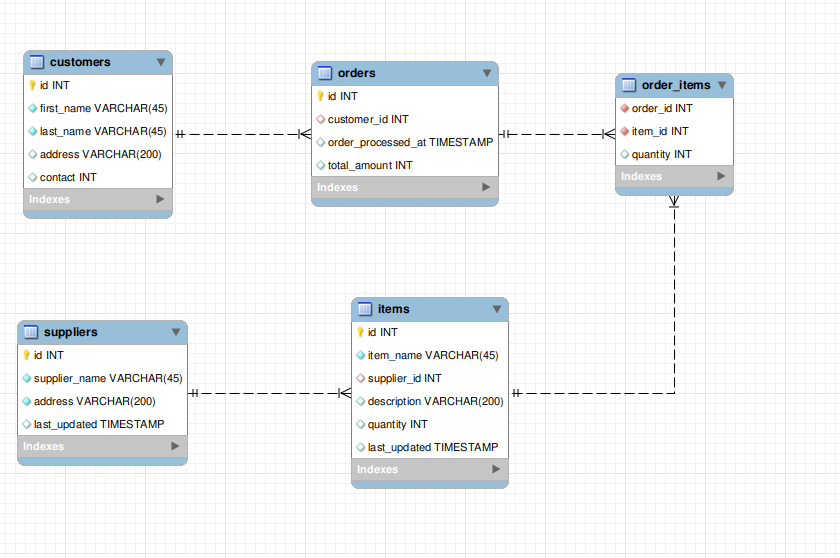 customers
id INT
first_name VARCHAR(45)
last_name VARCHAR(45)
address VARCHAR(200)
contact INT
Indexes
orders
id INT
customer_id INT
order_processed_at TIMESTAMP
total_amount INT
Indexes
order_items
order_id INT
item_id INT
quantity INT
Indexes
suppliers
id INT
supplier_name VARCHAR(45)
address VARCHAR(200)
last_updated TIMESTAMP
Indexes
items
id INT
item_name VARCHAR(45)
supplier_id INT
description VARCHAR(200)
quantity INT
last_updated TIMESTAMP
Indexes